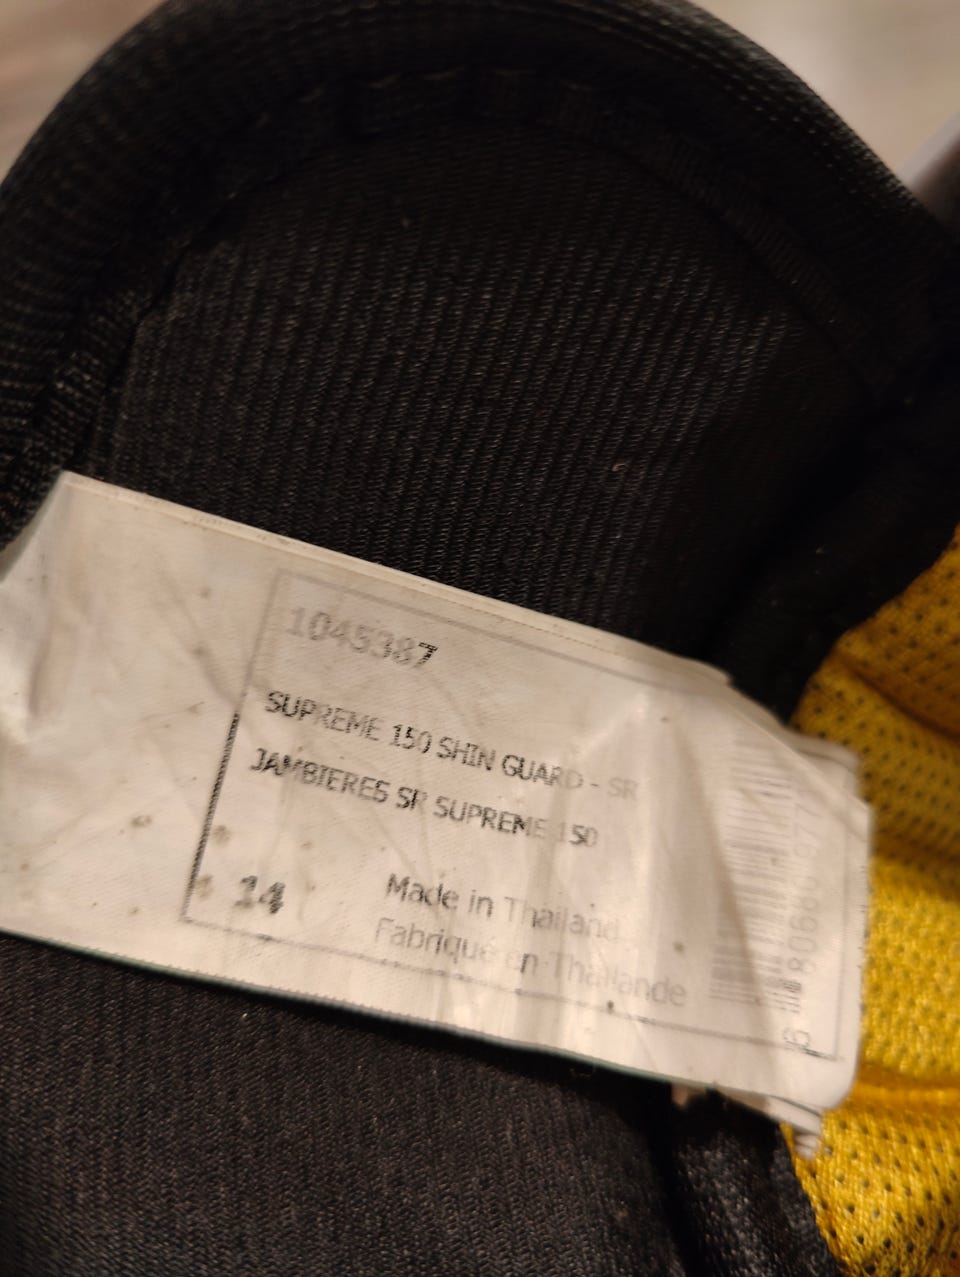 1045387
SUPREME 150 SHIN GUARD - SR
JAMBIERES SR SUPREME 150
14
Made in Thailand
Fabriqué en Thaïlande